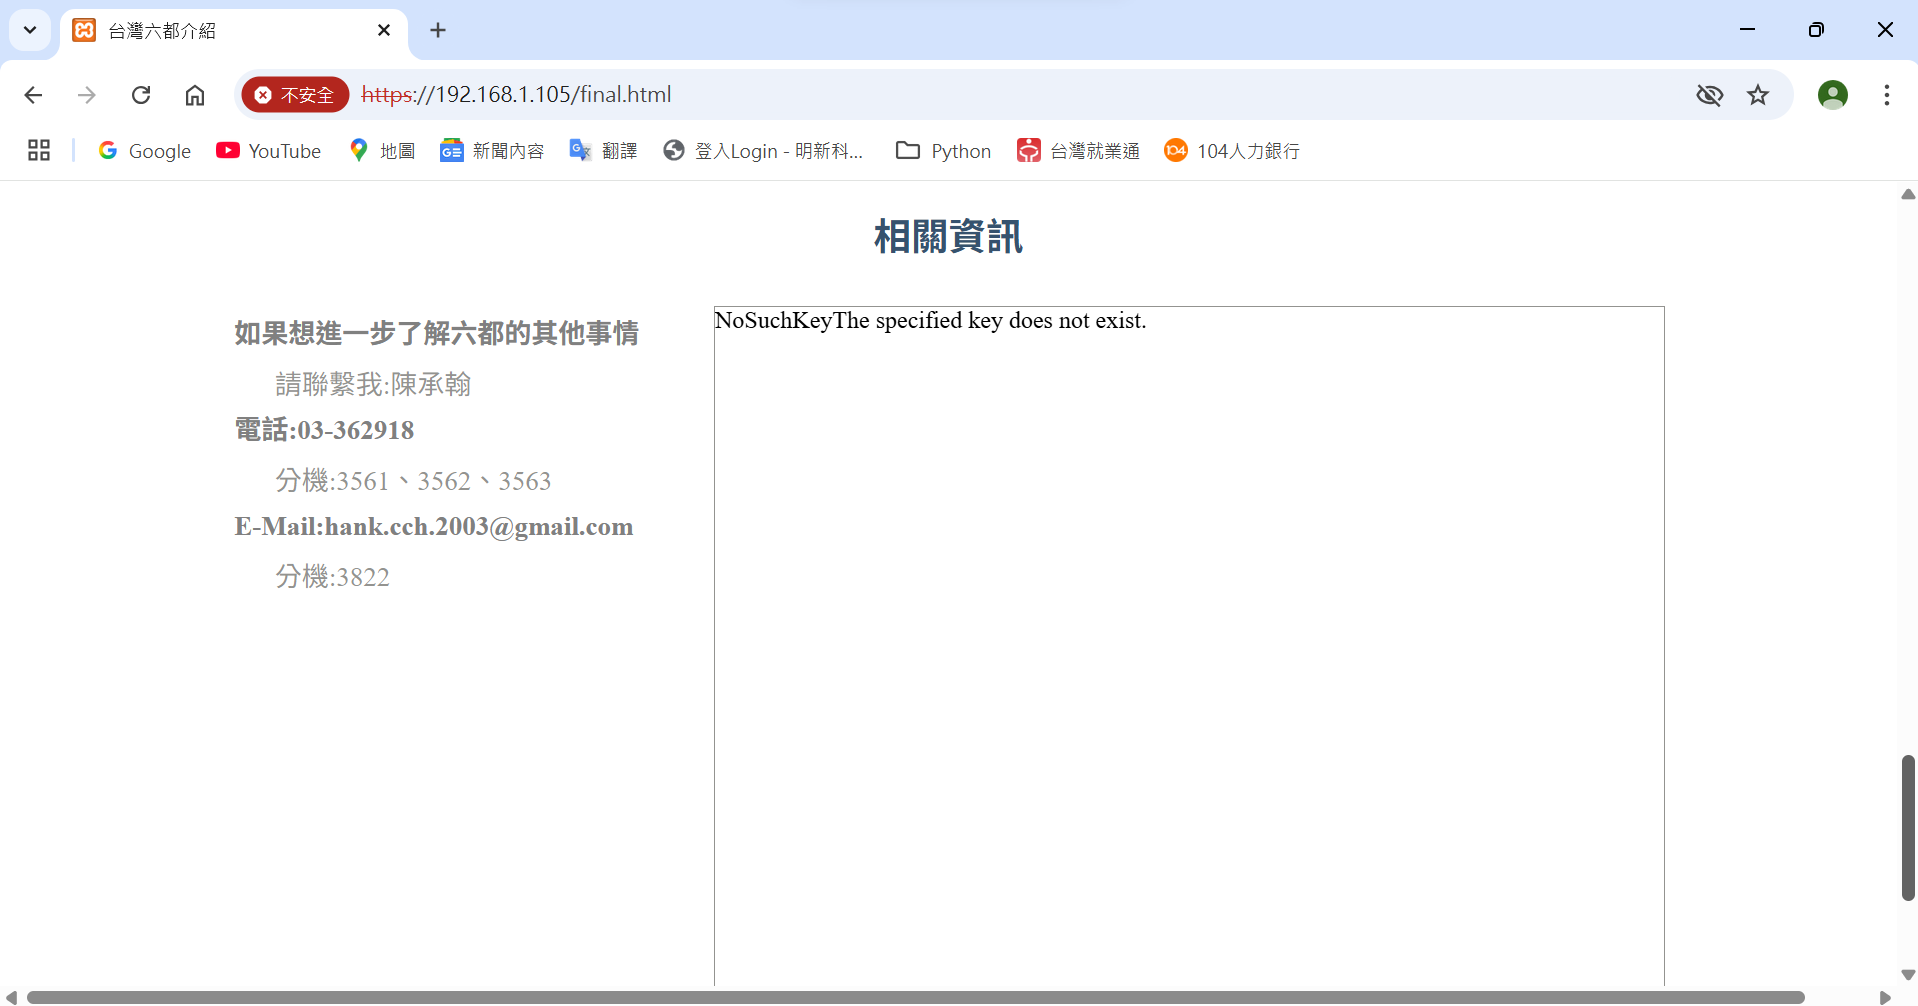 台灣六都介紹
不安全
https://192.168.1.105/final.html
Google
YouTube
地圖
新聞內容
翻譯
登入Login - 明新科...
Python
台灣就業通
104人力銀行
相關資訊
如果想進一步了解六都的其他事情
請聯繫我:陳承翰
電話:03-362918
分機:3561、3562、3563
E-Mail:hank.cch.2003@gmail.com
分機:3822
NoSuchKeyThe specified key does not exist.